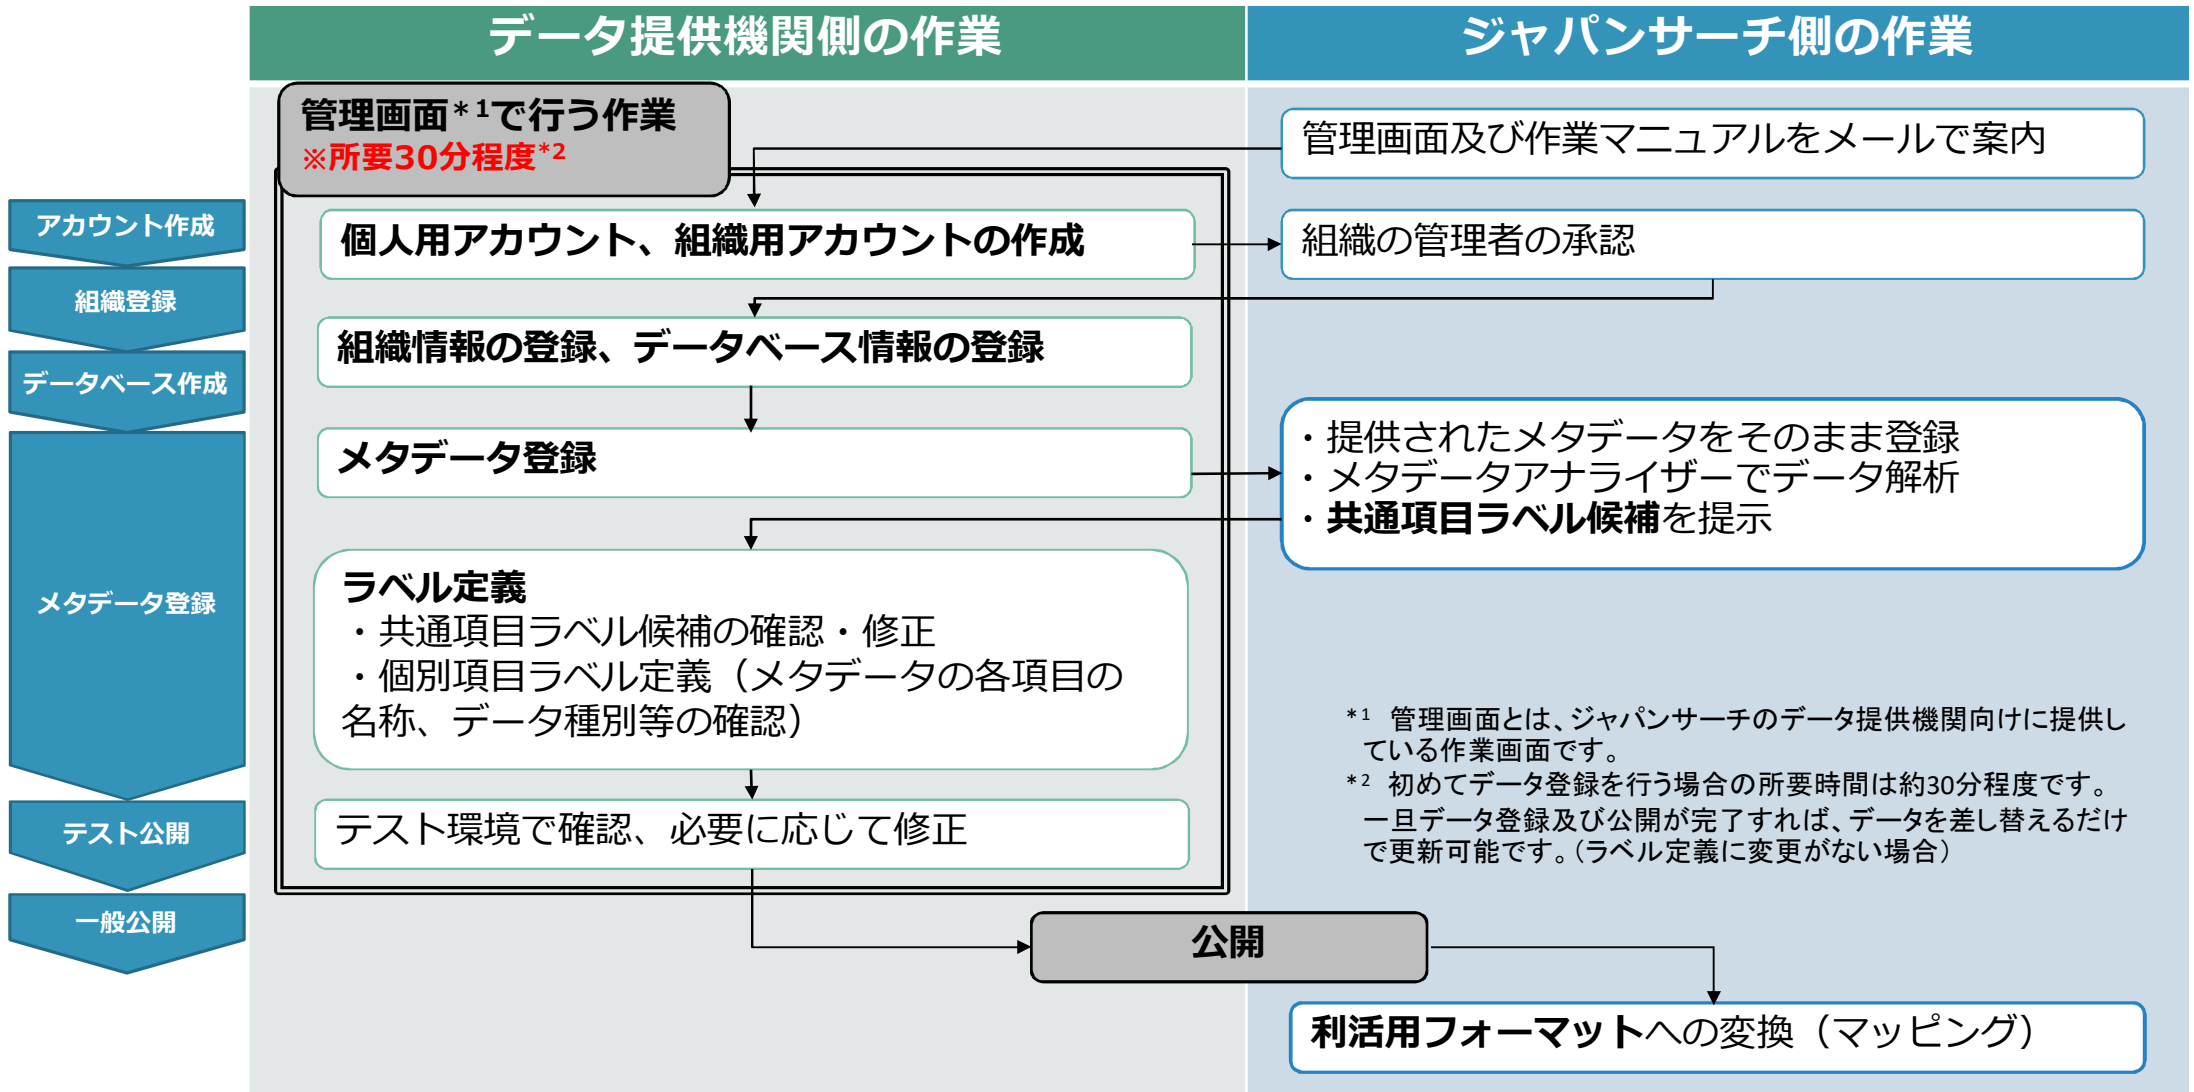 データ提供機関側の作業
ジャパンサーチ側の作業
管理画面*1で行う作業
※所要30分程度*2
管理画面及び作業マニュアルをメールで案内
アカウント作成
個人用アカウント、組織用アカウントの作成
組織の管理者の承認
組織登録
組織情報の登録、データベース情報の登録
データベース作成
メタデータ登録
・提供されたメタデータをそのまま登録
・メタデータアナライザーでデータ解析
・共通項目ラベル候補を提示
メタデータ登録
ラベル定義
・共通項目ラベル候補の確認・修正
・個別項目ラベル定義（メタデータの各項目の
名称、データ種別等の確認）
*1 管理画面とは、ジャパンサーチのデータ提供機関向けに提供し
ている作業画面です。
*2 初めてデータ登録を行う場合の所要時間は約30分程度です。
一旦データ登録及び公開が完了すれば、データを差し替えるだけ
で更新可能です。（ラベル定義に変更がない場合）
テスト公開
テスト環境で確認、必要に応じて修正
一般公開
公開
利活用フォーマットへの変換（マッピング）